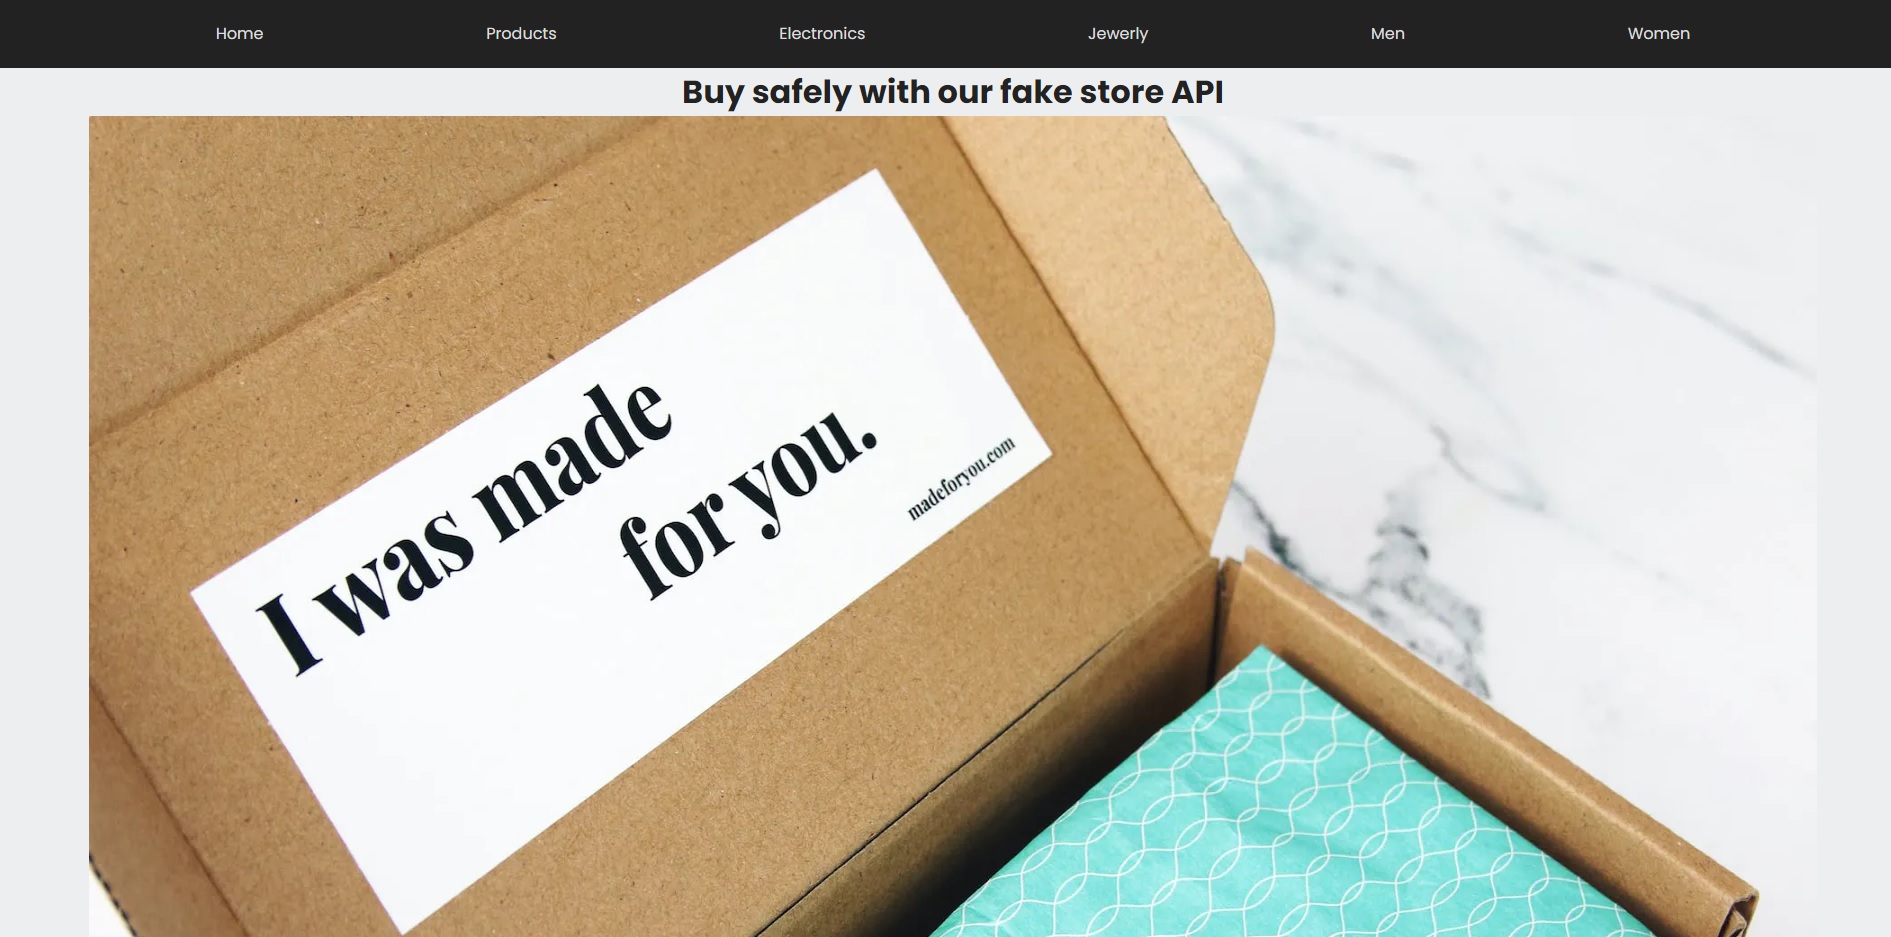 Home Products Electronics Jewerly Men Women
Buy safely with our fake store API
I was made
for you.
madeforyou.com